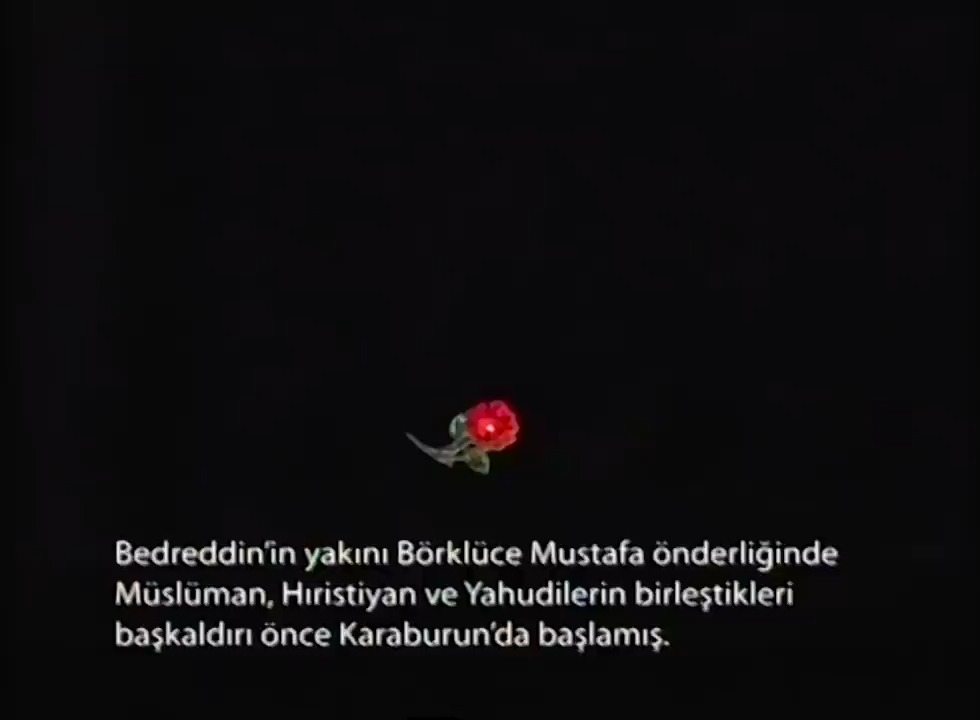 Bedreddin'in yakını Börklüce Mustafa önderliğinde
Müslüman, Hıristiyan ve Yahudilerin birleştikleri
başkaldırı önce Karaburun'da başlamış.